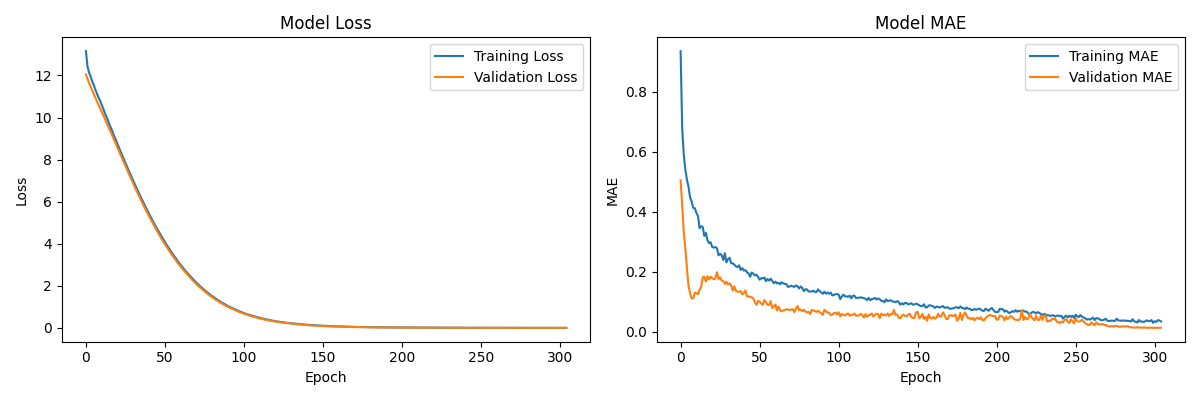 Model Loss
Training Loss
Validation Loss
12
10
8
6
4
2
0
Loss
0 50 100 150 200 250 300
Epoch
Model MAE
Training MAE
Validation MAE
0.8
0.6
0.4
0.2
0.0
MAE
0 50 100 150 200 250 300
Epoch